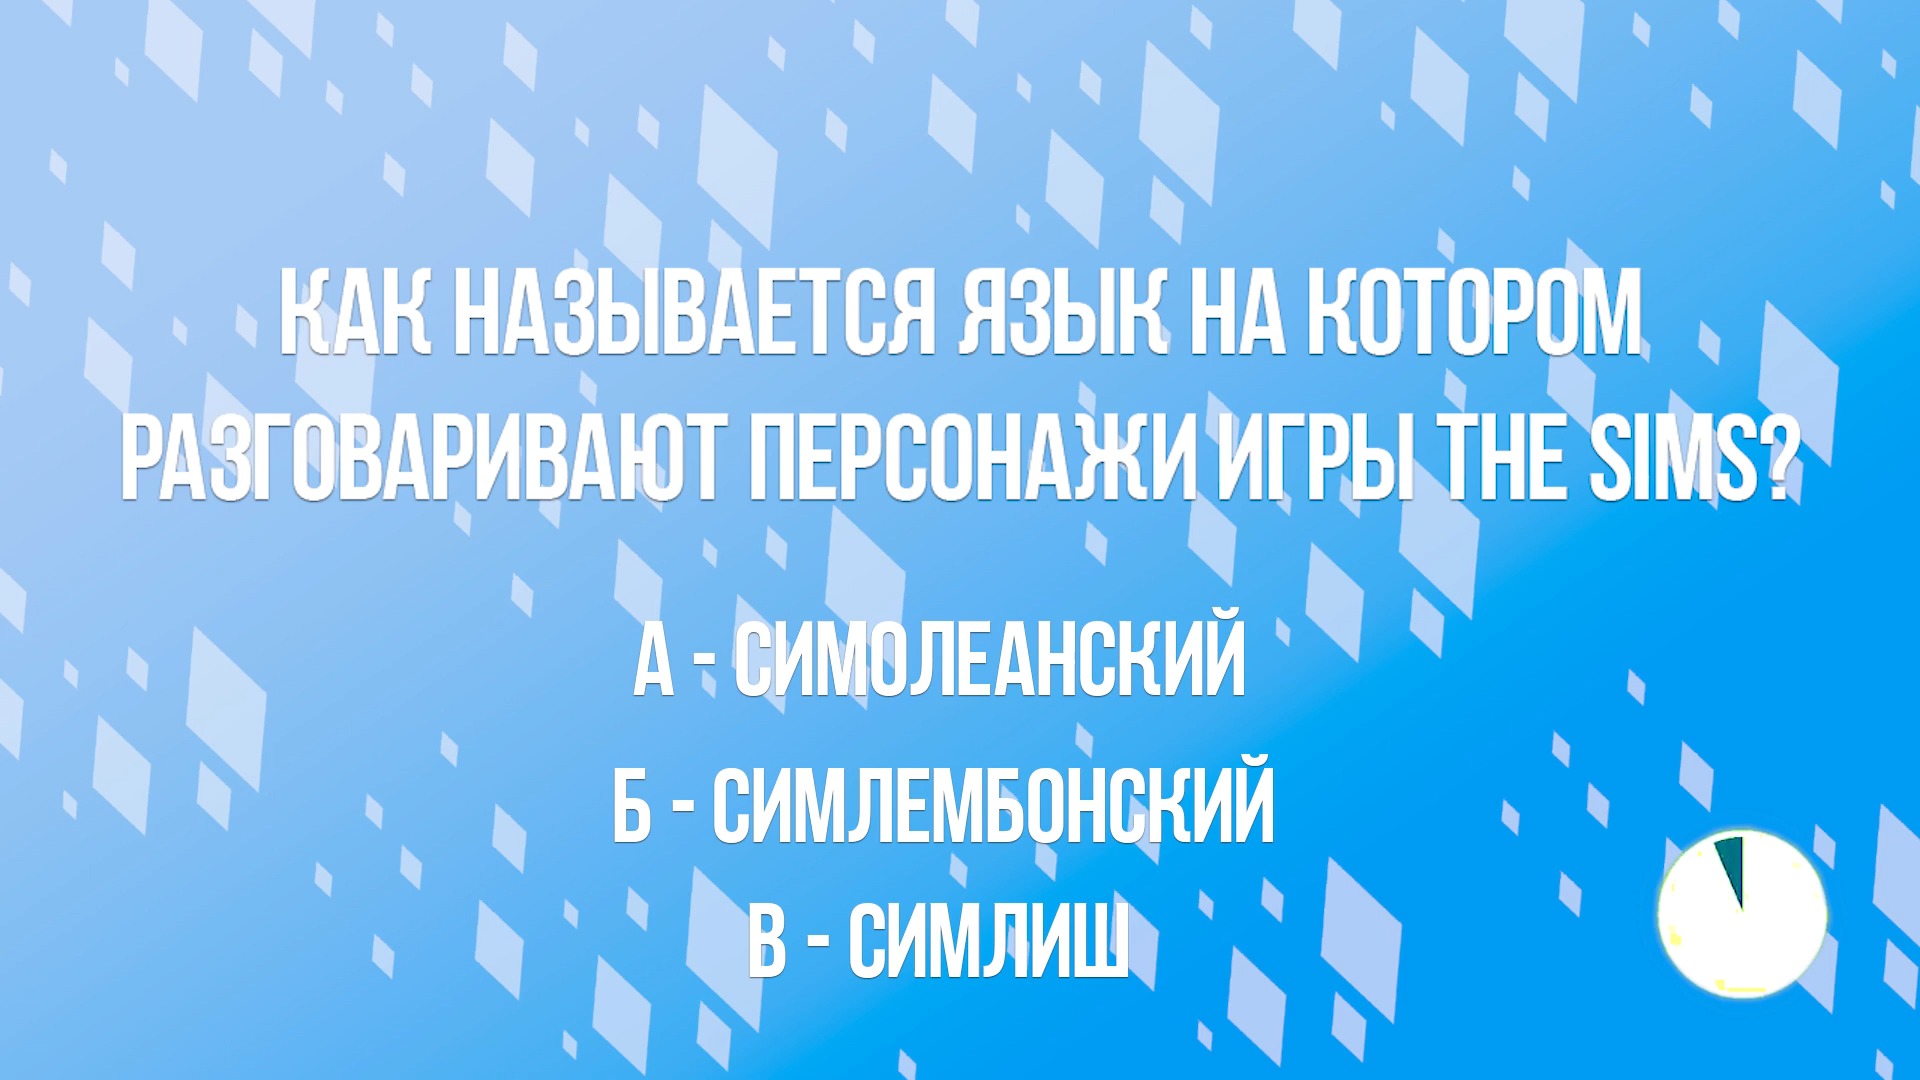 КАК НАЗЫВАЕТСЯ ЯЗЫК НА КОТОРОМ
РАЗГОВАРИВАЮТ ПЕРСОНАЖИ ИГРЫ THE SIMS?
А - СИМОЛЕАНСКИЙ
Б - СИМЛЕМБОНСКИЙ
В - СИМЛИШ